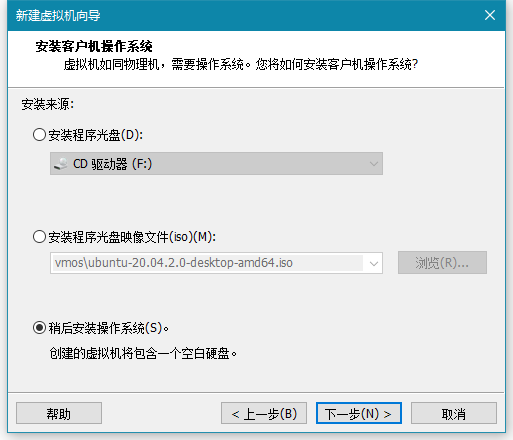 新建虚拟机向导
安装客户机操作系统
虚拟机如同物理机，需要操作系统。您将如何安装客户机操作系统?
安装来源:
安装程序光盘(D):
CD 驱动器 (F:)
安装程序光盘映像文件(iso)(M):
vmos\ubuntu-20.04.2.0-desktop-amd64.iso
浏览(R)...
稍后安装操作系统(S)。
创建的虚拟机将包含一个空白硬盘。
帮助
< 上一步(B)
下一步(N) >
取消